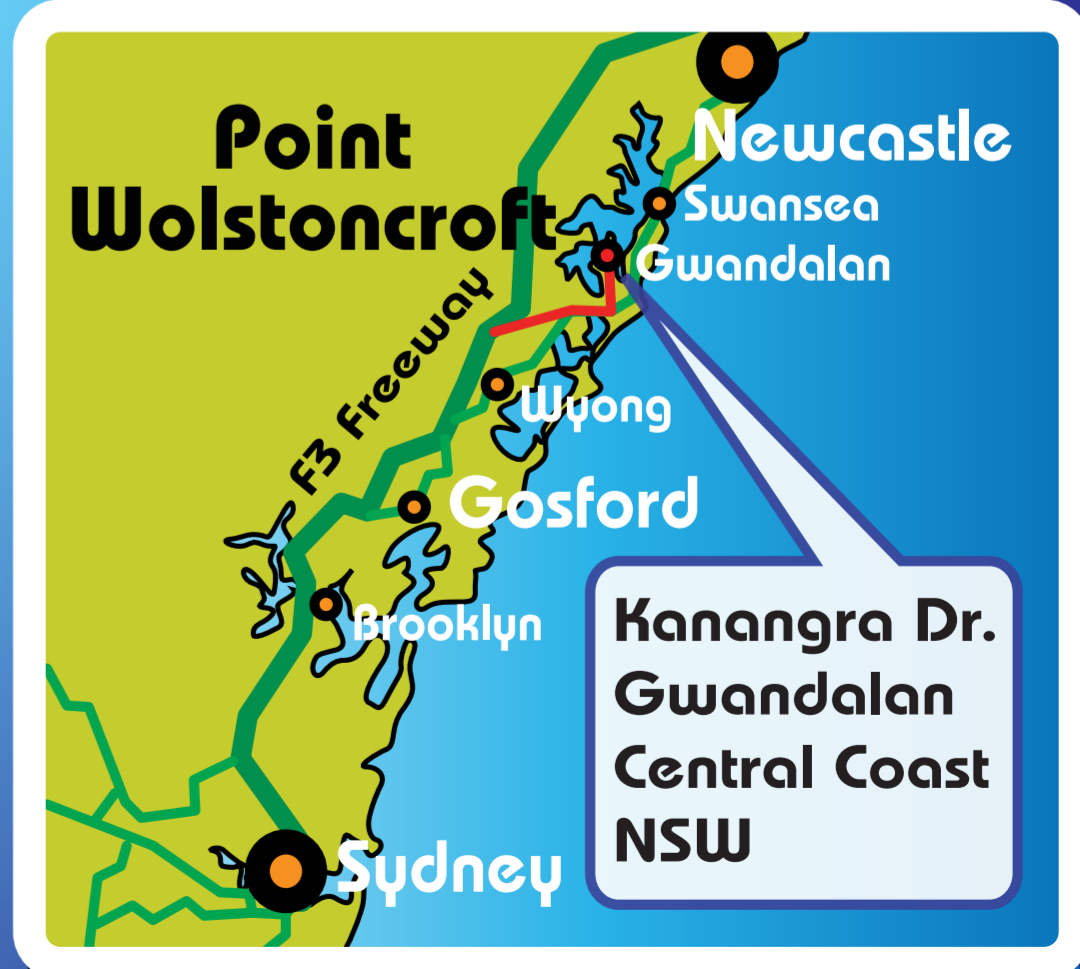 Point
Wolstoncroft
Newcastle
Swansea
Gwandalan
F3 Freeway
Wyong
Gosford
Brooklyn
Sydney
Kanangra Dr.
Gwandalan
Central Coast
NSW